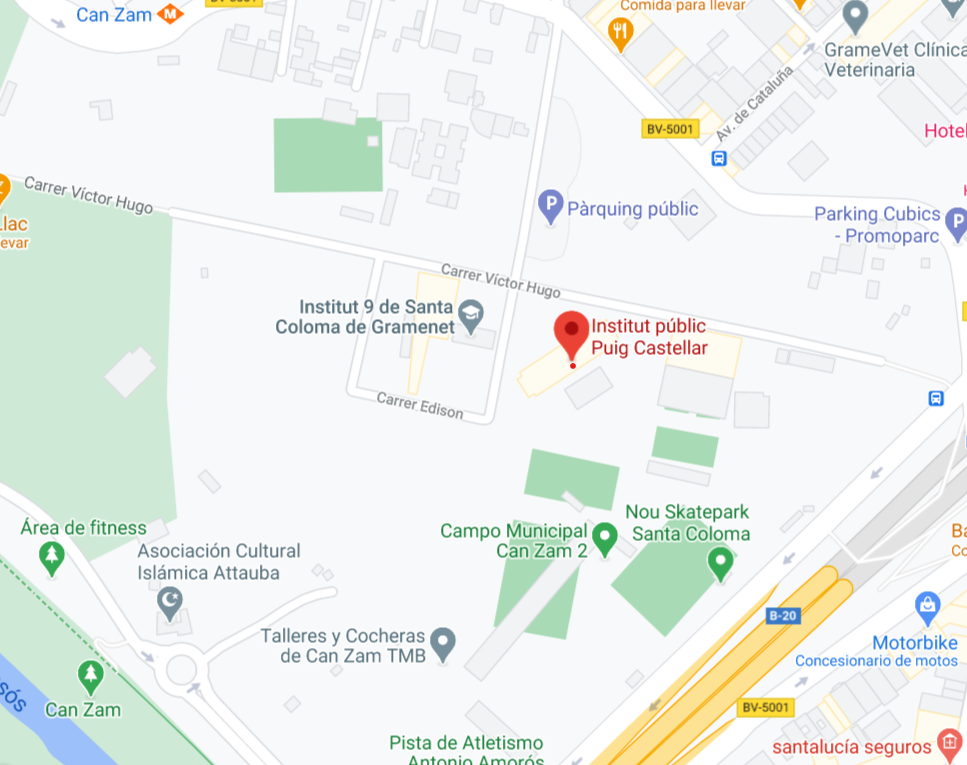 Can Zam
M
BV-5001
Comida para llevar
GrameVet Clínica
Veterinaria
Av. de Cataluña
BV-5001
Hotel
Carrer Víctor Hugo
P
Pàrquing públic
Parking Cubics
- Promoparc
P
Llac
levar
Carrer Víctor Hugo
Institut 9 de Santa
Coloma de Gramenet
Institut públic
Puig Castellar
Carrer Edison
Nou Skatepark
Santa Coloma
Campo Municipal
Can Zam 2
Área de fitness
Asociación Cultural
Islámica Attauba
B-20
Talleres y Cocheras
de Can Zam TMB
Motorbike
Concesionario de motos
Can Zam
BV-5001
Pista de Atletismo
Antonio Amorós
santalucía seguros